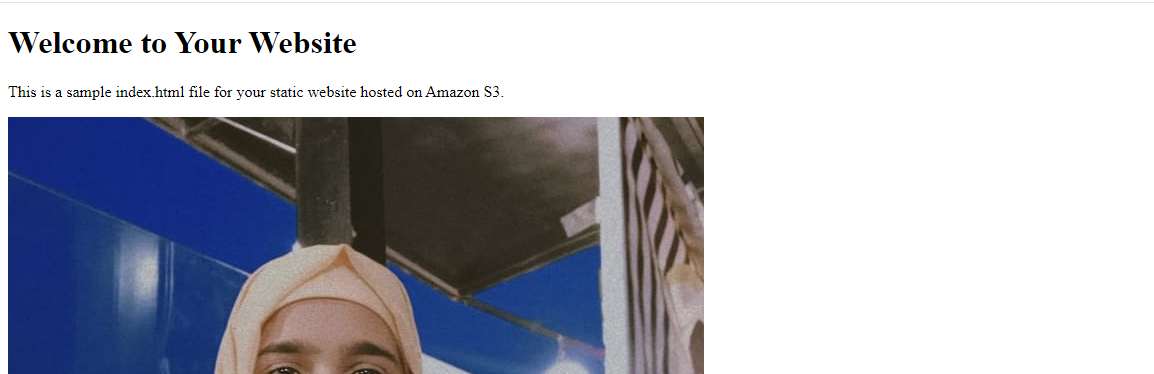 Welcome to Your Website
This is a sample index.html file for your static website hosted on Amazon S3.